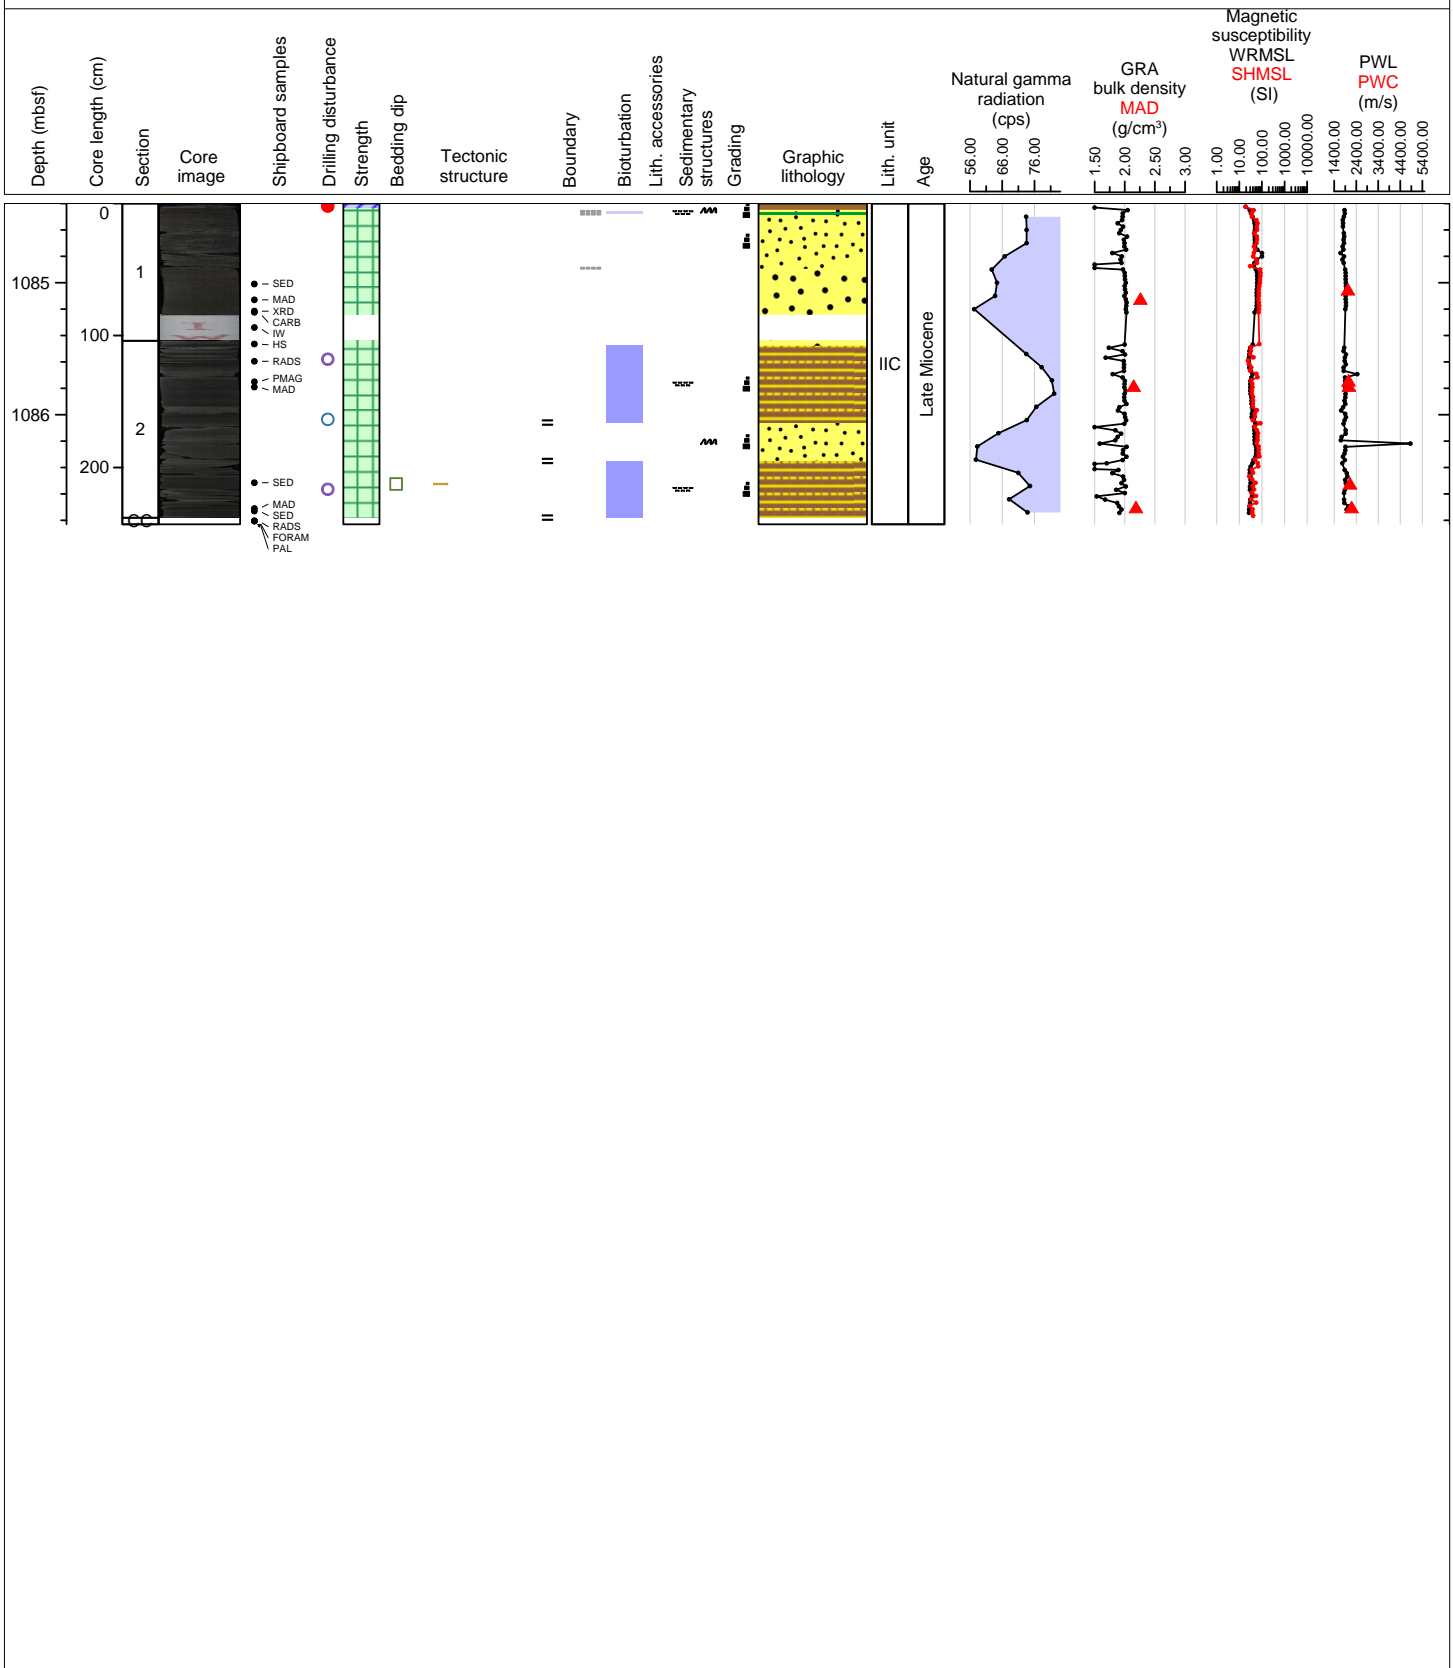 Depth (mbsf)
Core length (cm)
Section
Core
image
Shipboard samples
Drilling disturbance
Strength
Bedding dip
Tectonic
structure
Boundary
Bioturbation
Lith. accessories
Sedimentary
structures
Grading
Graphic
lithology
Lith. unit
Age
Natural gamma
radiation
(cps)
56.00
66.00
76.00
GRA
bulk density
MAD
(g/cm³)
1.50
2.00
2.50
3.00
Magnetic
susceptibility
WRMSL
SHMSL
(SI)
1.00
10.00
100.00
1000.00
10000.00
PWL
PWC
(m/s)
1400.00
2400.00
3400.00
4400.00
5400.00
0
1
1085
SED
MAD
XRD
CARB
IW
100
HS
RADS
PMAG
MAD
IIC
Late Miocene
1086
2
200
SED
MAD
SED
CC
RADS
FORAM
PAL